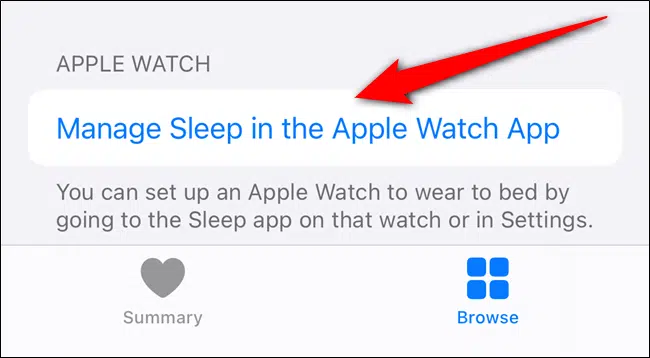 APPLE WATCH
Manage Sleep in the Apple Watch App
You can set up an Apple Watch to wear to bed by
going to the Sleep app on that watch or in Settings.
Summary
Browse